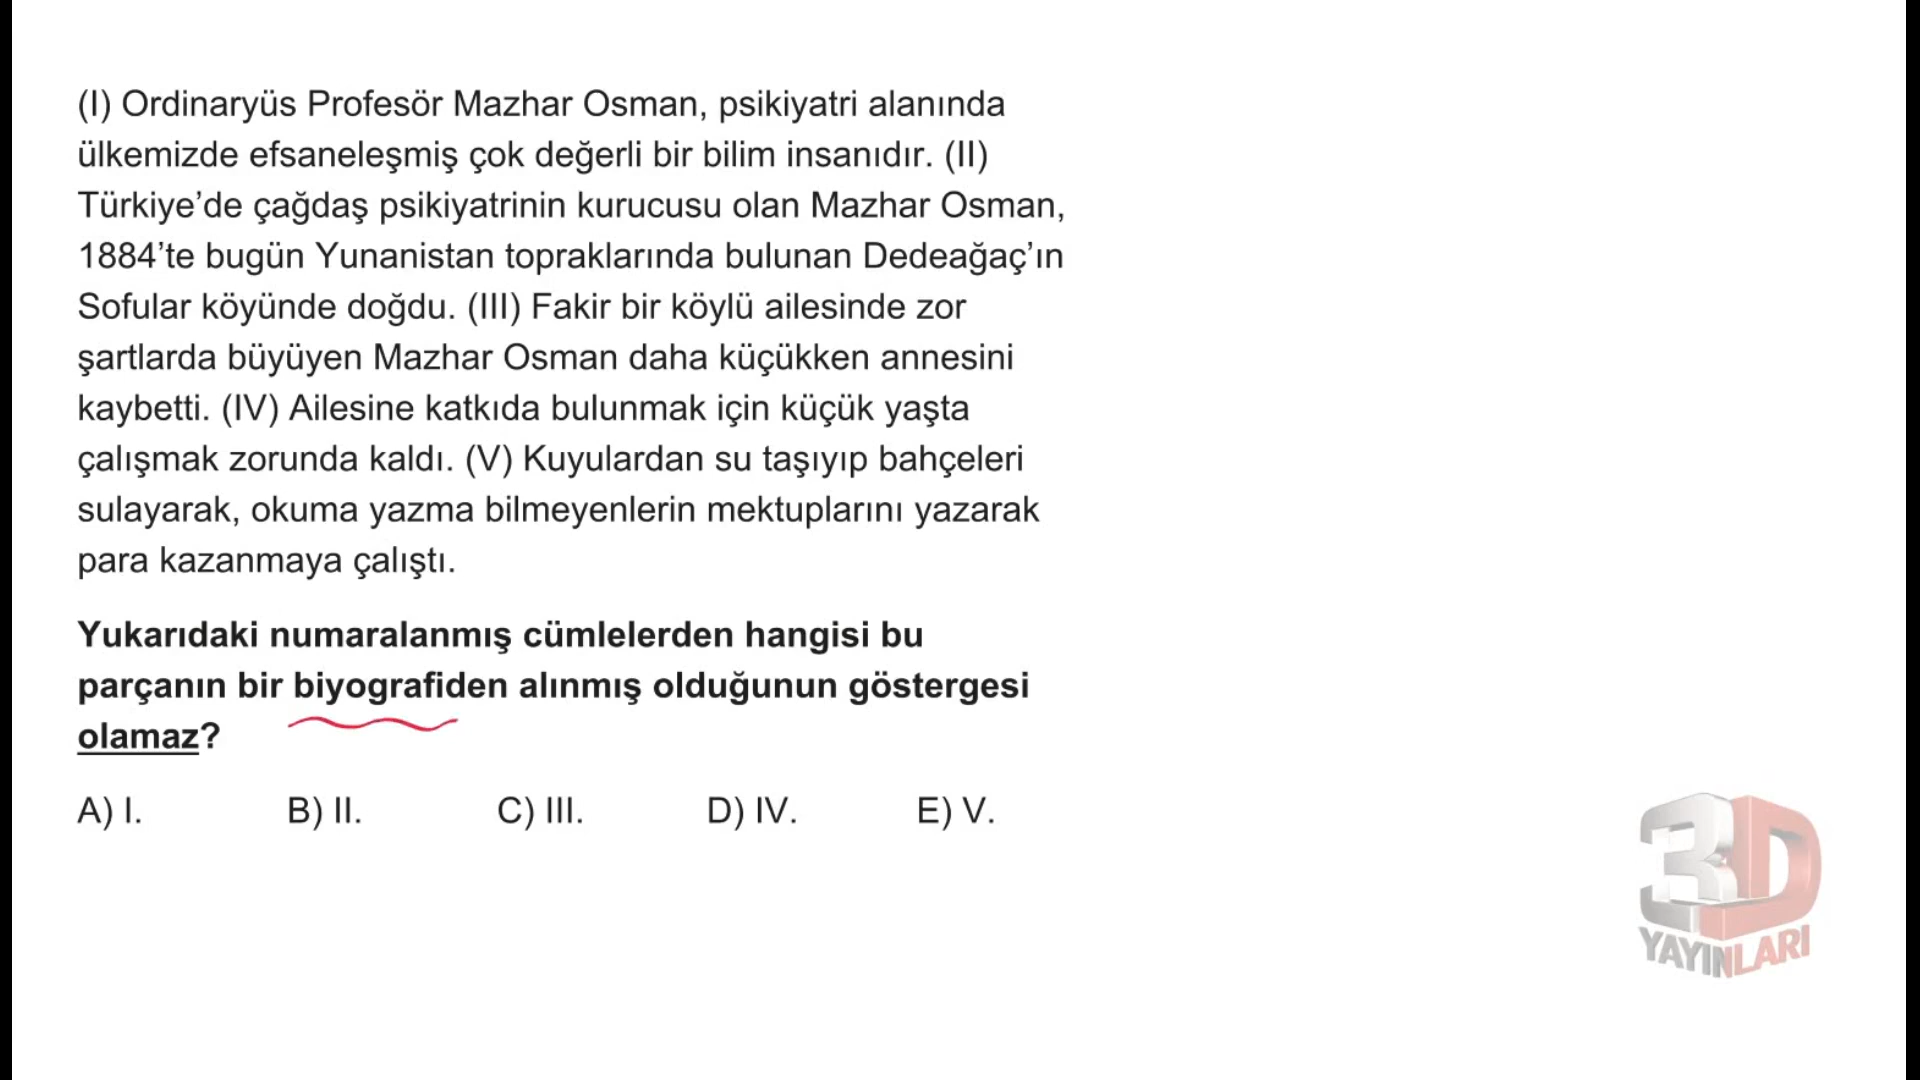 (I) Ordinaryüs Profesör Mazhar Osman, psikiyatri alanında
ülkemizde efsaneleşmiş çok değerli bir bilim insanıdır. (II)
Türkiye’de çağdaş psikiyatrinin kurucusu olan Mazhar Osman,
1884’te bugün Yunanistan topraklarında bulunan Dedeağaç’ın
Sofular köyünde doğdu. (III) Fakir bir köylü ailesinde zor
şartlarda büyüyen Mazhar Osman daha küçükken annesini
kaybetti. (IV) Ailesine katkıda bulunmak için küçük yaşta
çalışmak zorunda kaldı. (V) Kuyulardan su taşıyıp bahçeleri
sulayarak, okuma yazma bilmeyenlerin mektuplarını yazarak
para kazanmaya çalıştı.
Yukarıdaki numaralanmış cümlelerden hangisi bu
parçanın bir biyografiden alınmış olduğunun göstergesi
olamaz?
A) I. B) II. C) III. D) IV. E) V.
3D
YAYINLARI